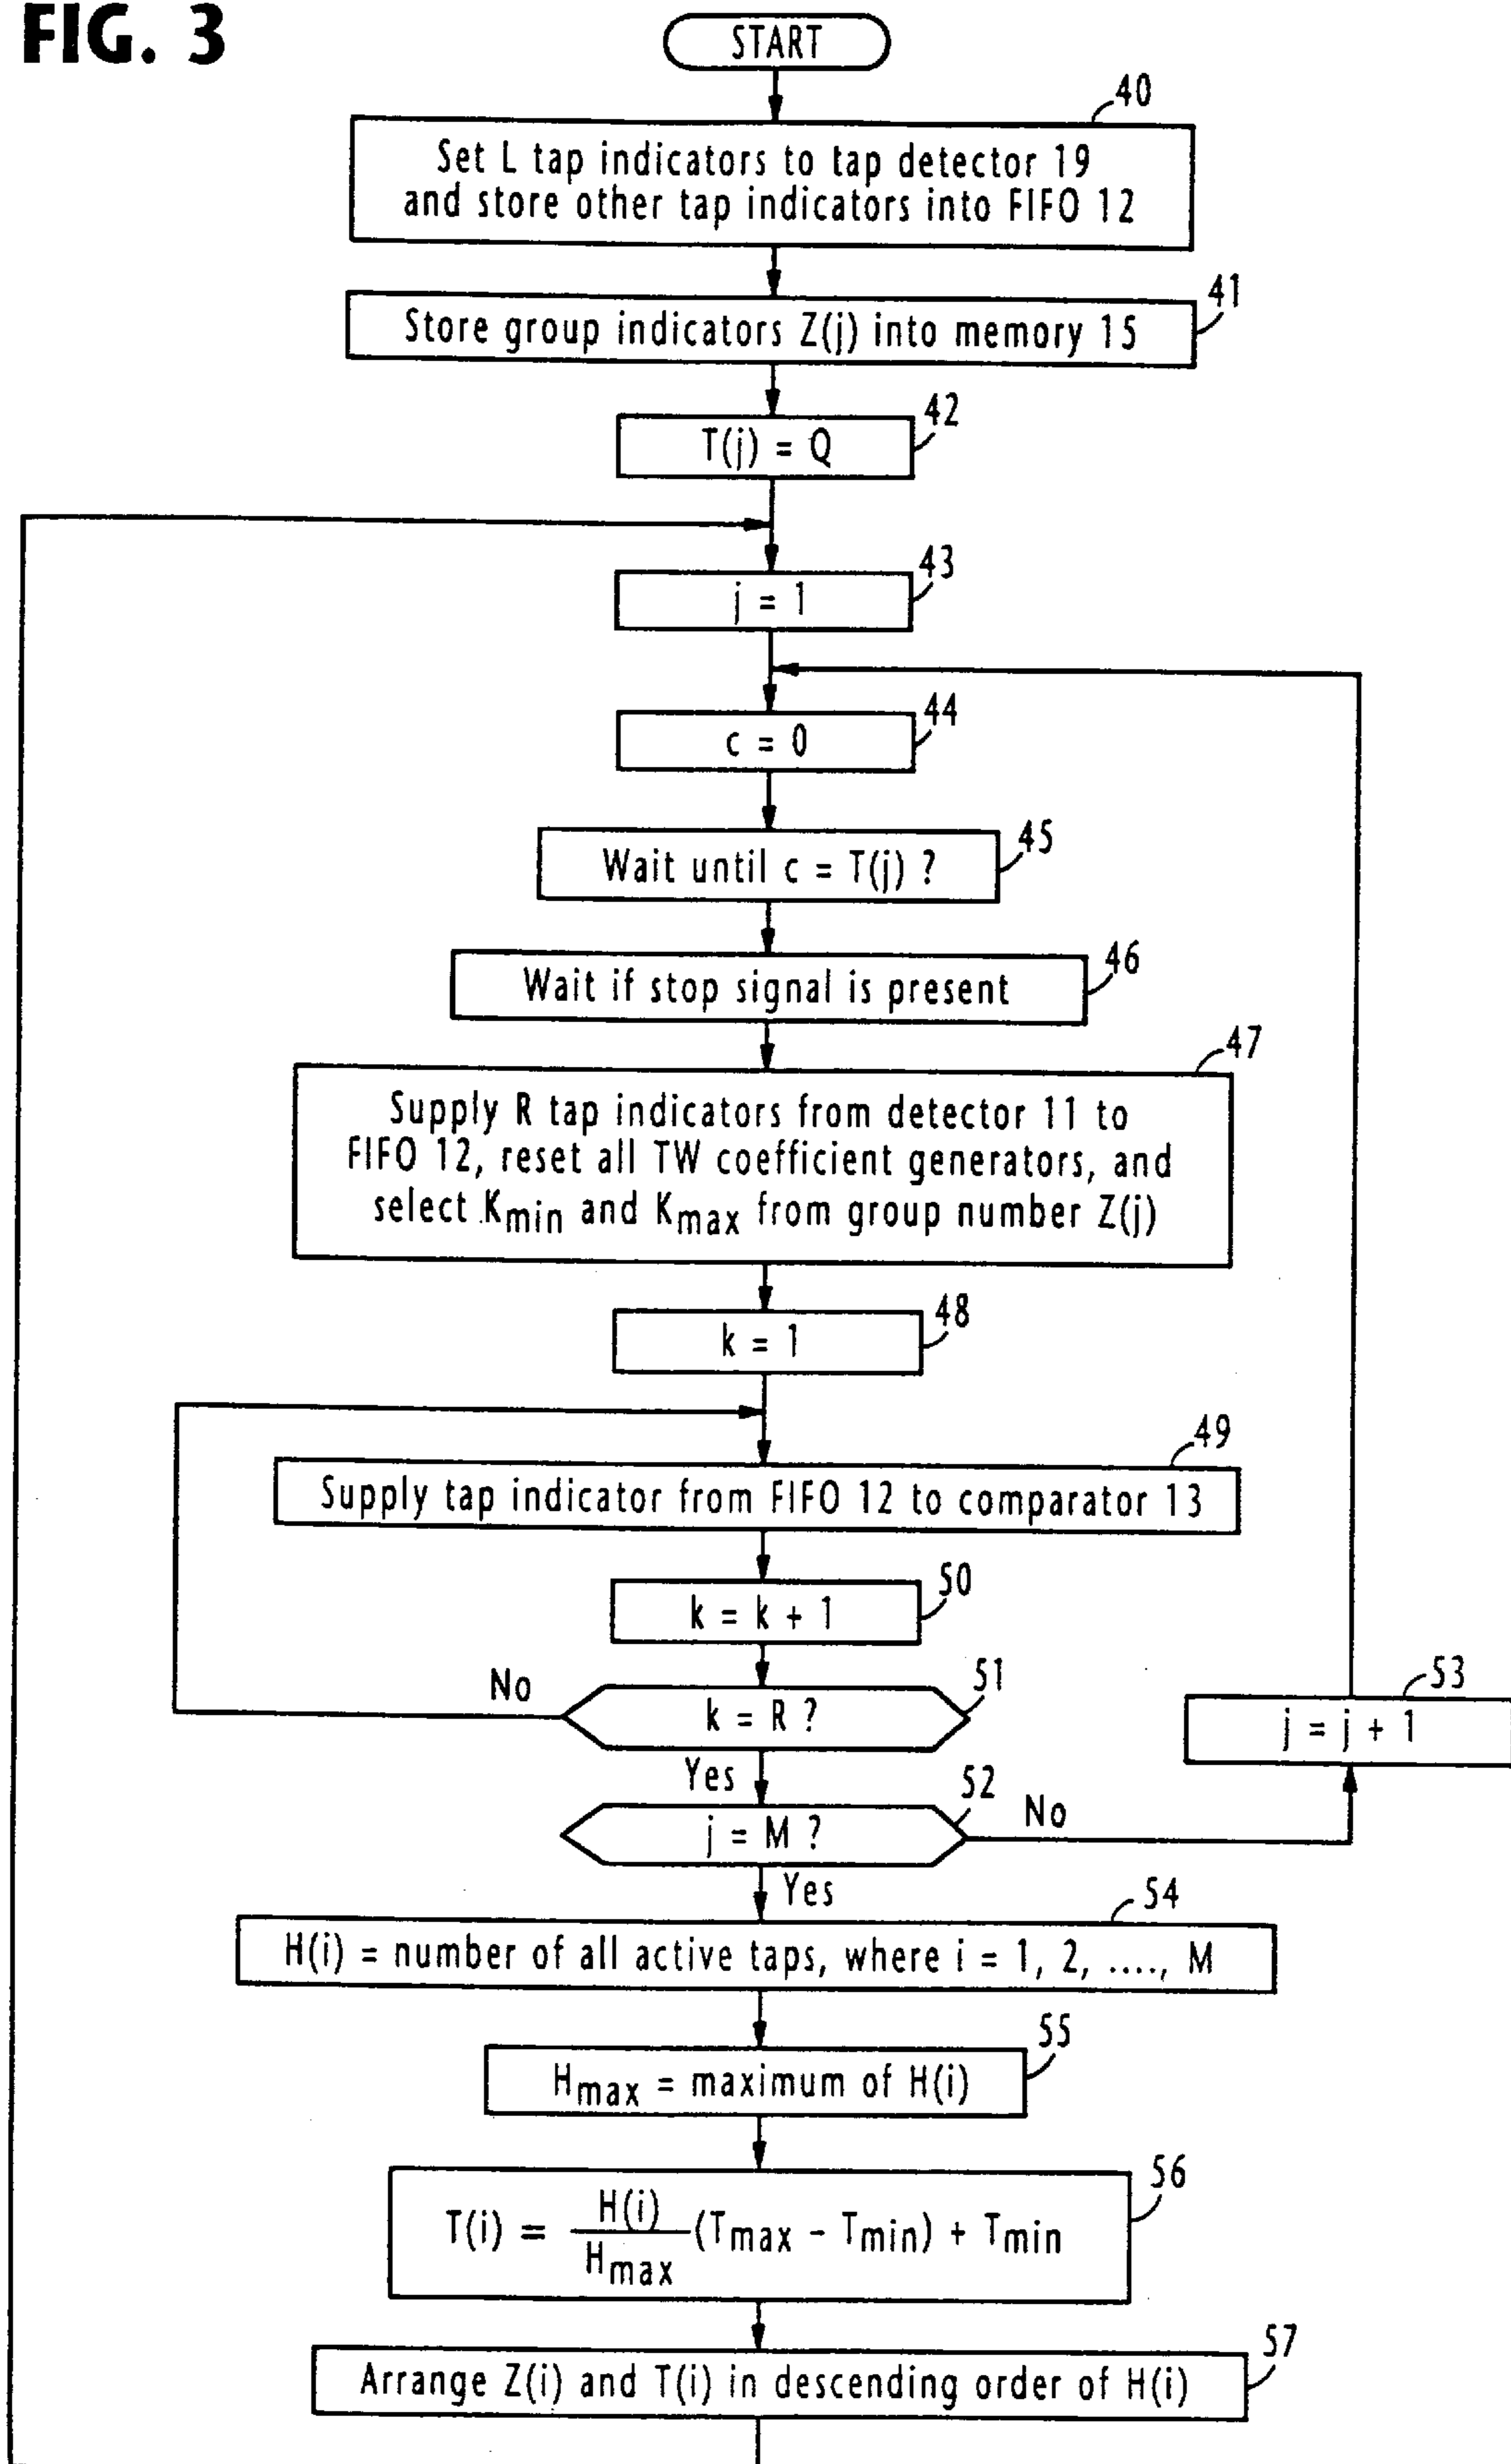 FIG. 3
START
40
Set L tap indicators to tap detector 19
and store other tap indicators into FIFO 12
41
Store group indicators Z(j) into memory 15
42
T(j) = Q
43
j = 1
44
c = 0
45
Wait until c = T(j) ?
46
Wait if stop signal is present
47
Supply R tap indicators from detector 11 to
FIFO 12, reset all TW coefficient generators, and
select Kmin and Kmax from group number Z(j)
48
k = 1
49
Supply tap indicator from FIFO 12 to comparator 13
50
k = k + 1
51
No
k = R ?
53
j = j + 1
Yes
52
j = M ?
No
Yes
54
H(i) = number of all active taps, where i = 1, 2, ...., M
55
Hmax = maximum of H(i)
56
T(i) = H(i)/Hmax (Tmax - Tmin) + Tmin
57
Arrange Z(i) and T(i) in descending order of H(i)